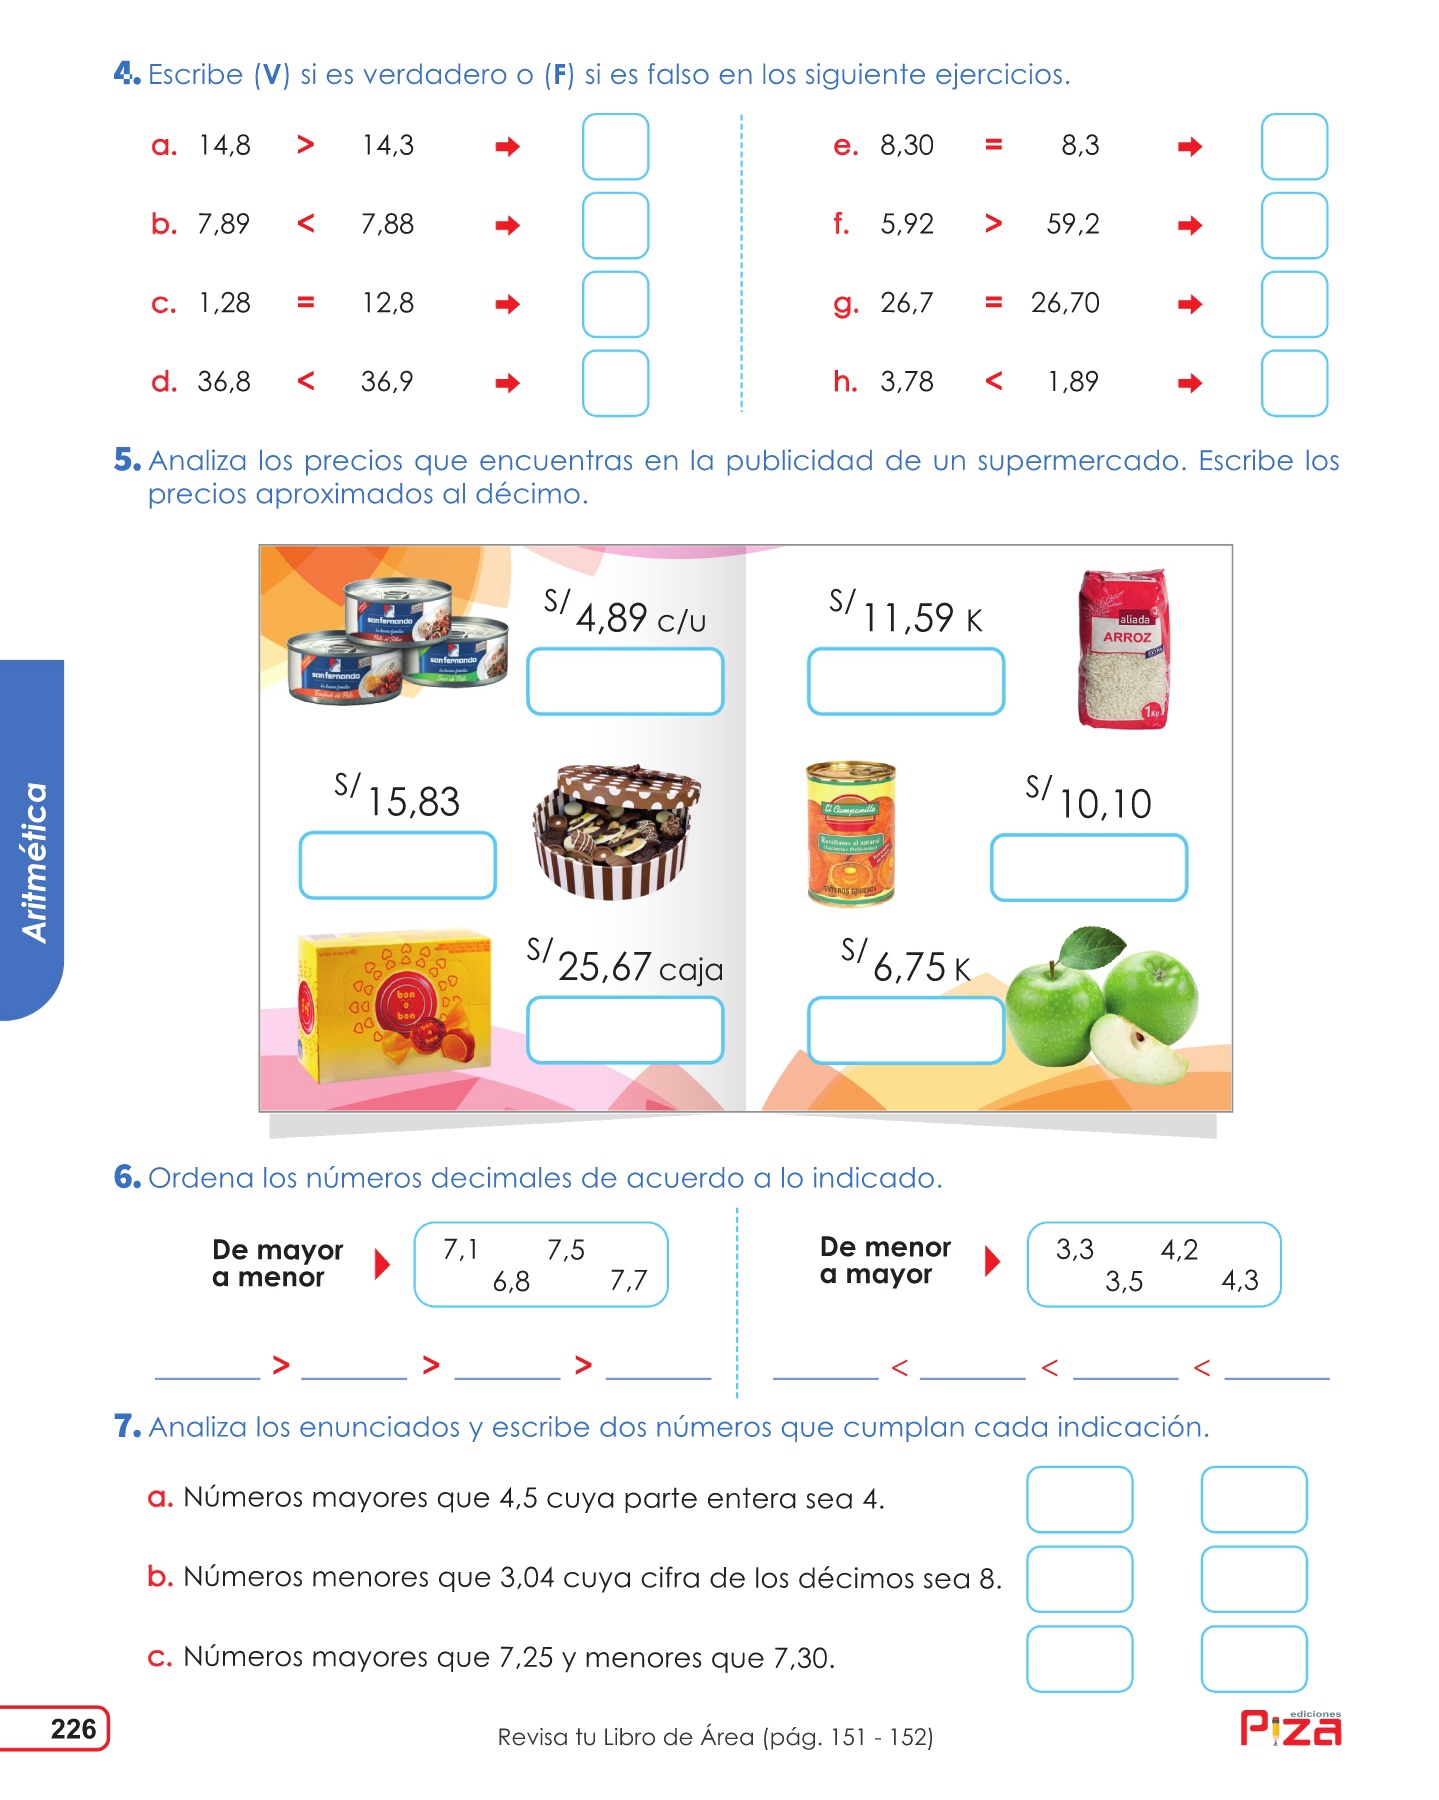 4. Escribe (V) si es verdadero o (F) si es falso en los siguiente ejercicios.
a. 14,8 > 14,3
b. 7,89 < 7,88
c. 1,28 = 12,8
d. 36,8 < 36,9
e. 8,30 = 8,3
f. 5,92 > 59,2
g. 26,7 = 26,70
h. 3,78 < 1,89
5. Analiza los precios que encuentras en la publicidad de un supermercado. Escribe los
precios aproximados al décimo.
san fernando
san fernando
san fernando
S/ 4,89 c/u
S/ 11,59 K
aliada
ARROZ
1Kg
S/ 15,83
El Campanillo
S/ 10,10
bon
o
bon
bon
o
bon
S/ 25,67 caja
S/ 6,75 K
Aritmética
6. Ordena los números decimales de acuerdo a lo indicado.
De mayor
a menor
7,1 7,5
6,8 7,7
> > >
De menor
a mayor
3,3 4,2
3,5 4,3
< < <
7. Analiza los enunciados y escribe dos números que cumplan cada indicación.
a. Números mayores que 4,5 cuya parte entera sea 4.
b. Números menores que 3,04 cuya cifra de los décimos sea 8.
c. Números mayores que 7,25 y menores que 7,30.
226
Revisa tu Libro de Área (pág. 151 - 152)
ediciones
Piza